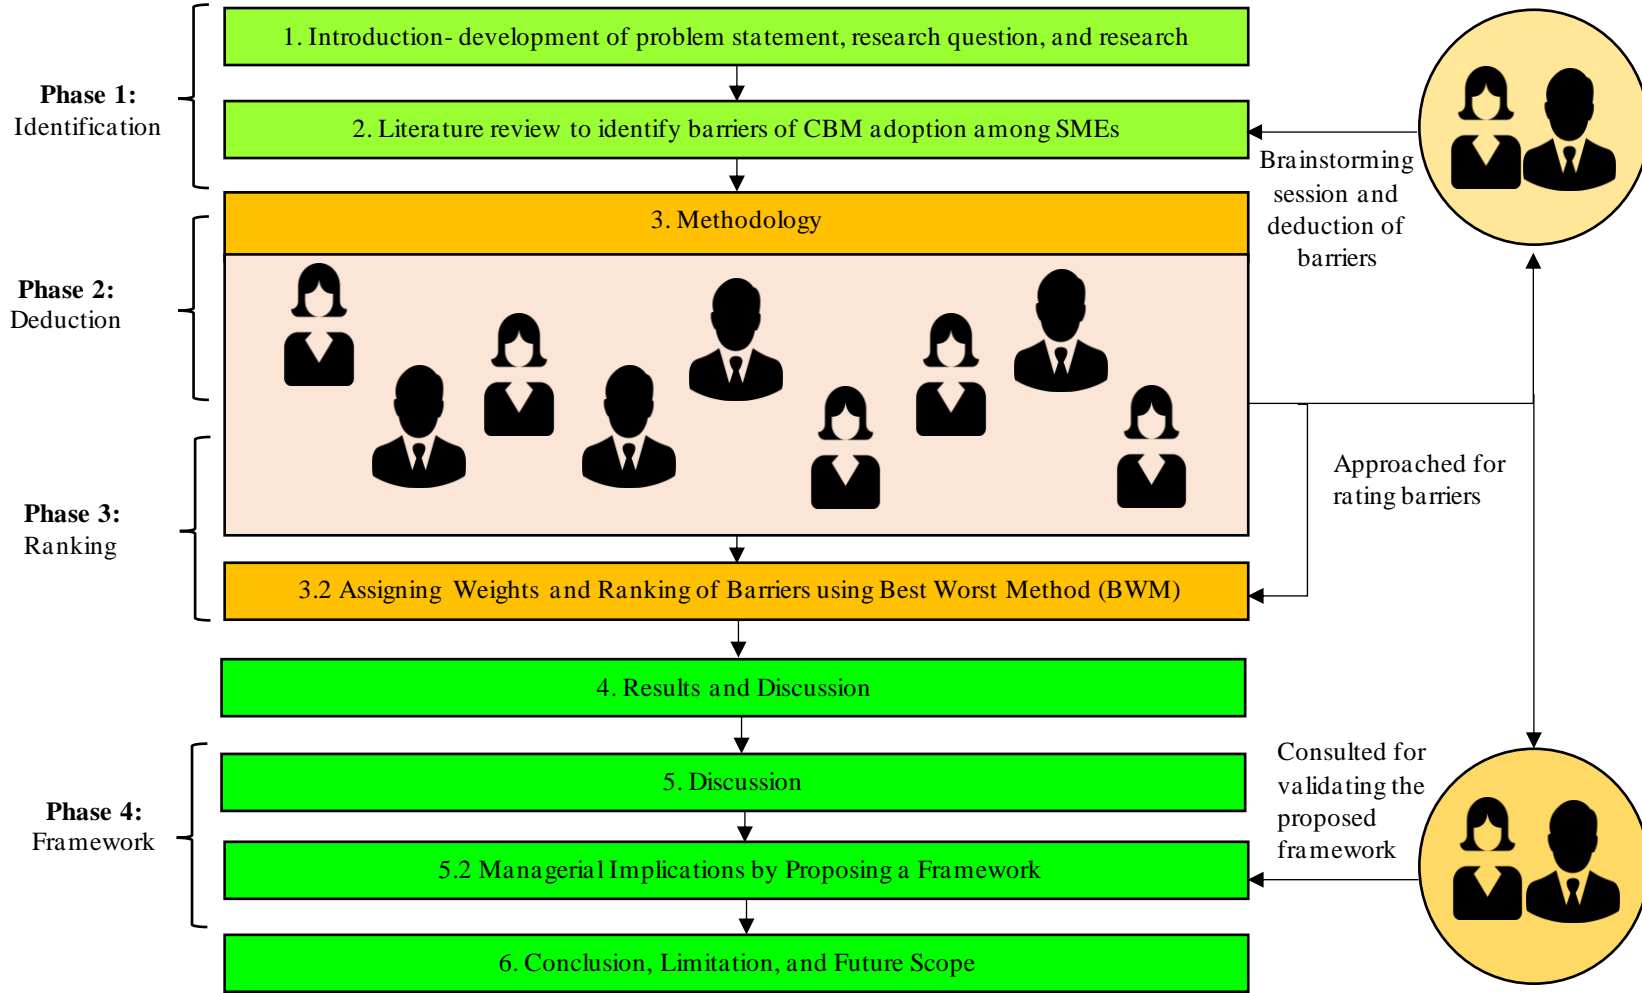 1. Introduction- development of problem statement, research question, and research
Phase 1:
Identification
2. Literature review to identify barriers of CBM adoption among SMEs
Brainstorming
session and
deduction of
barriers
3. Methodology
Phase 2:
Deduction
Approached for
rating barriers
Phase 3:
Ranking
3.2 Assigning Weights and Ranking of Barriers using Best Worst Method (BWM)
4. Results and Discussion
5. Discussion
Consulted for
validating the
proposed
framework
Phase 4:
Framework
5.2 Managerial Implications by Proposing a Framework
6. Conclusion, Limitation, and Future Scope